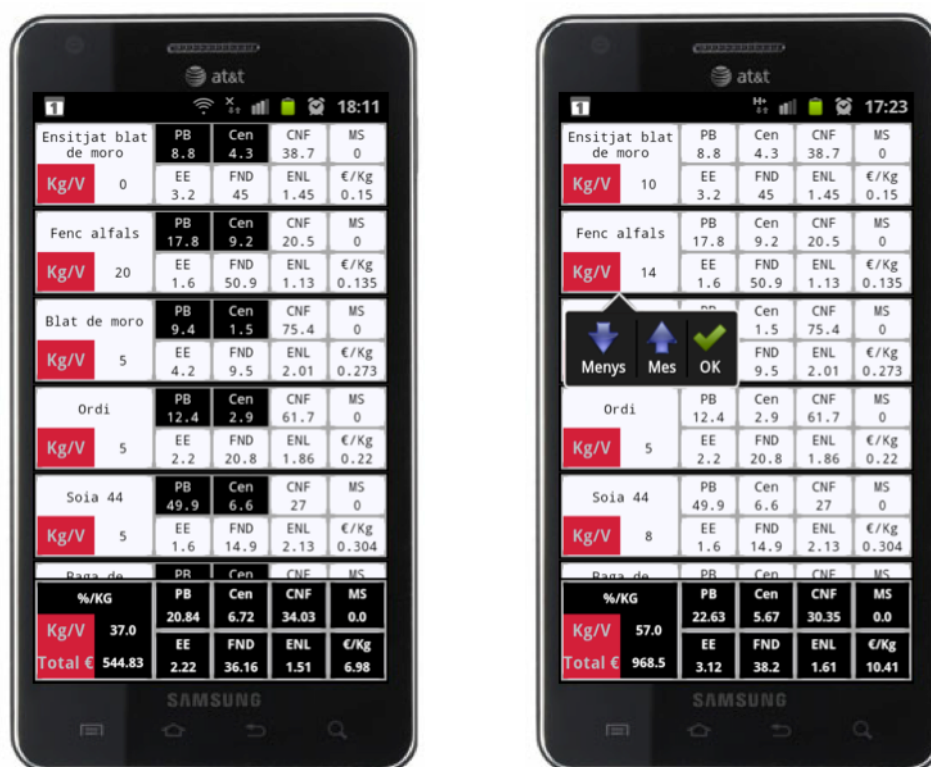 at&t
1 18:11
Ensitjat blat PB Cen CNF MS
de moro 8.8 4.3 38.7 0
Kg/V 0 EE FND ENL €/Kg
3.2 45 1.45 0.15
Fenc alfals PB Cen CNF MS
17.8 9.2 20.5 0
Kg/V 20 EE FND ENL €/Kg
1.6 50.9 1.13 0.135
Blat de moro PB Cen CNF MS
9.4 1.5 75.4 0
Kg/V 5 EE FND ENL €/Kg
4.2 9.5 2.01 0.273
Ordi PB Cen CNF MS
12.4 2.9 61.7 0
Kg/V 5 EE FND ENL €/Kg
2.2 20.8 1.86 0.22
Soia 44 PB Cen CNF MS
49.9 6.6 27 0
Kg/V 5 EE FND ENL €/Kg
1.6 14.9 2.13 0.304
de PB Cen CNF MS
%/KG PB Cen CNF MS
20.84 6.72 34.03 0.0
Kg/V 37.0 EE FND ENL €/Kg
Total € 544.83 2.22 36.16 1.51 6.98
SAMSUNG
at&t
1 H+ 17:23
Ensitjat blat PB Cen CNF MS
de moro 8.8 4.3 38.7 0
Kg/V 10 EE FND ENL €/Kg
3.2 45 1.45 0.15
Fenc alfals PB Cen CNF MS
17.8 9.2 20.5 0
Kg/V 14 EE FND ENL €/Kg
1.6 50.9 1.13 0.135
Cen CNF MS
1.5 75.4 0
Menys Mes OK FND ENL €/Kg
9.5 2.01 0.273
Ordi PB Cen CNF MS
12.4 2.9 61.7 0
Kg/V 5 EE FND ENL €/Kg
2.2 20.8 1.86 0.22
Soia 44 PB Cen CNF MS
49.9 6.6 27 0
Kg/V 8 EE FND ENL €/Kg
1.6 14.9 2.13 0.304
de PB Cen CNF MS
%/KG PB Cen CNF MS
22.63 5.67 30.35 0.0
Kg/V 57.0 EE FND ENL €/Kg
Total € 968.5 3.12 38.2 1.61 10.41
SAMSUNG